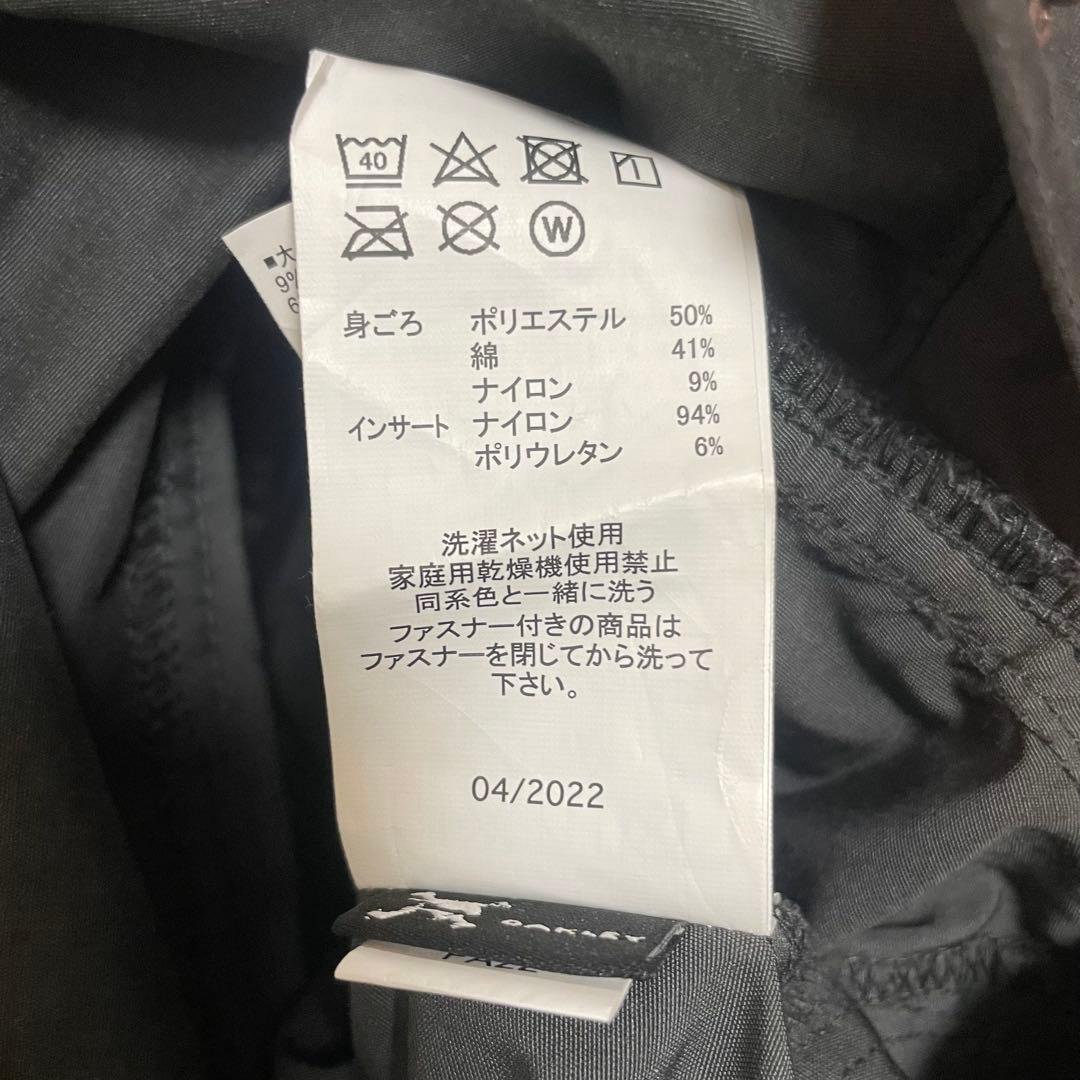 40
W
■大
9%
6
身ごろ ポリエステル 50%
綿 41%
ナイロン 9%
インサート ナイロン 94%
ポリウレタン 6%
洗濯ネット使用
家庭用乾燥機使用禁止
同系色と一緒に洗う
ファスナー付きの商品は
ファスナーを閉じてから洗って
下さい。
04/2022
OAKLEY